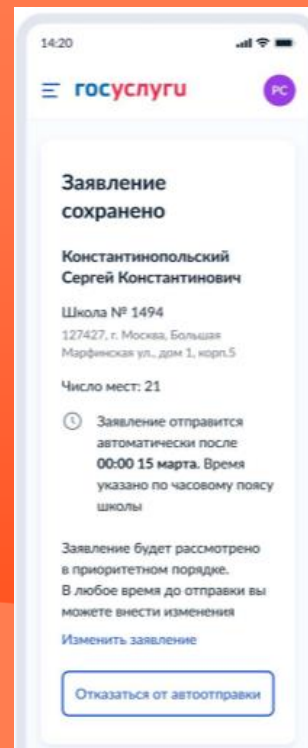 14:20
госуслуги
РС
Заявление
сохранено
Константинопольский
Сергей Константинович
Школа № 1494
127427, г. Москва, Большая
Марфинская ул., дом 1, корп.5
Число мест: 21
Заявление отправится
автоматически после
00:00 15 марта. Время
указано по часовому поясу
школы
Заявление будет рассмотрено
в приоритетном порядке.
В любое время до отправки вы
можете внести изменения
Изменить заявление
Отказаться от автоотправки